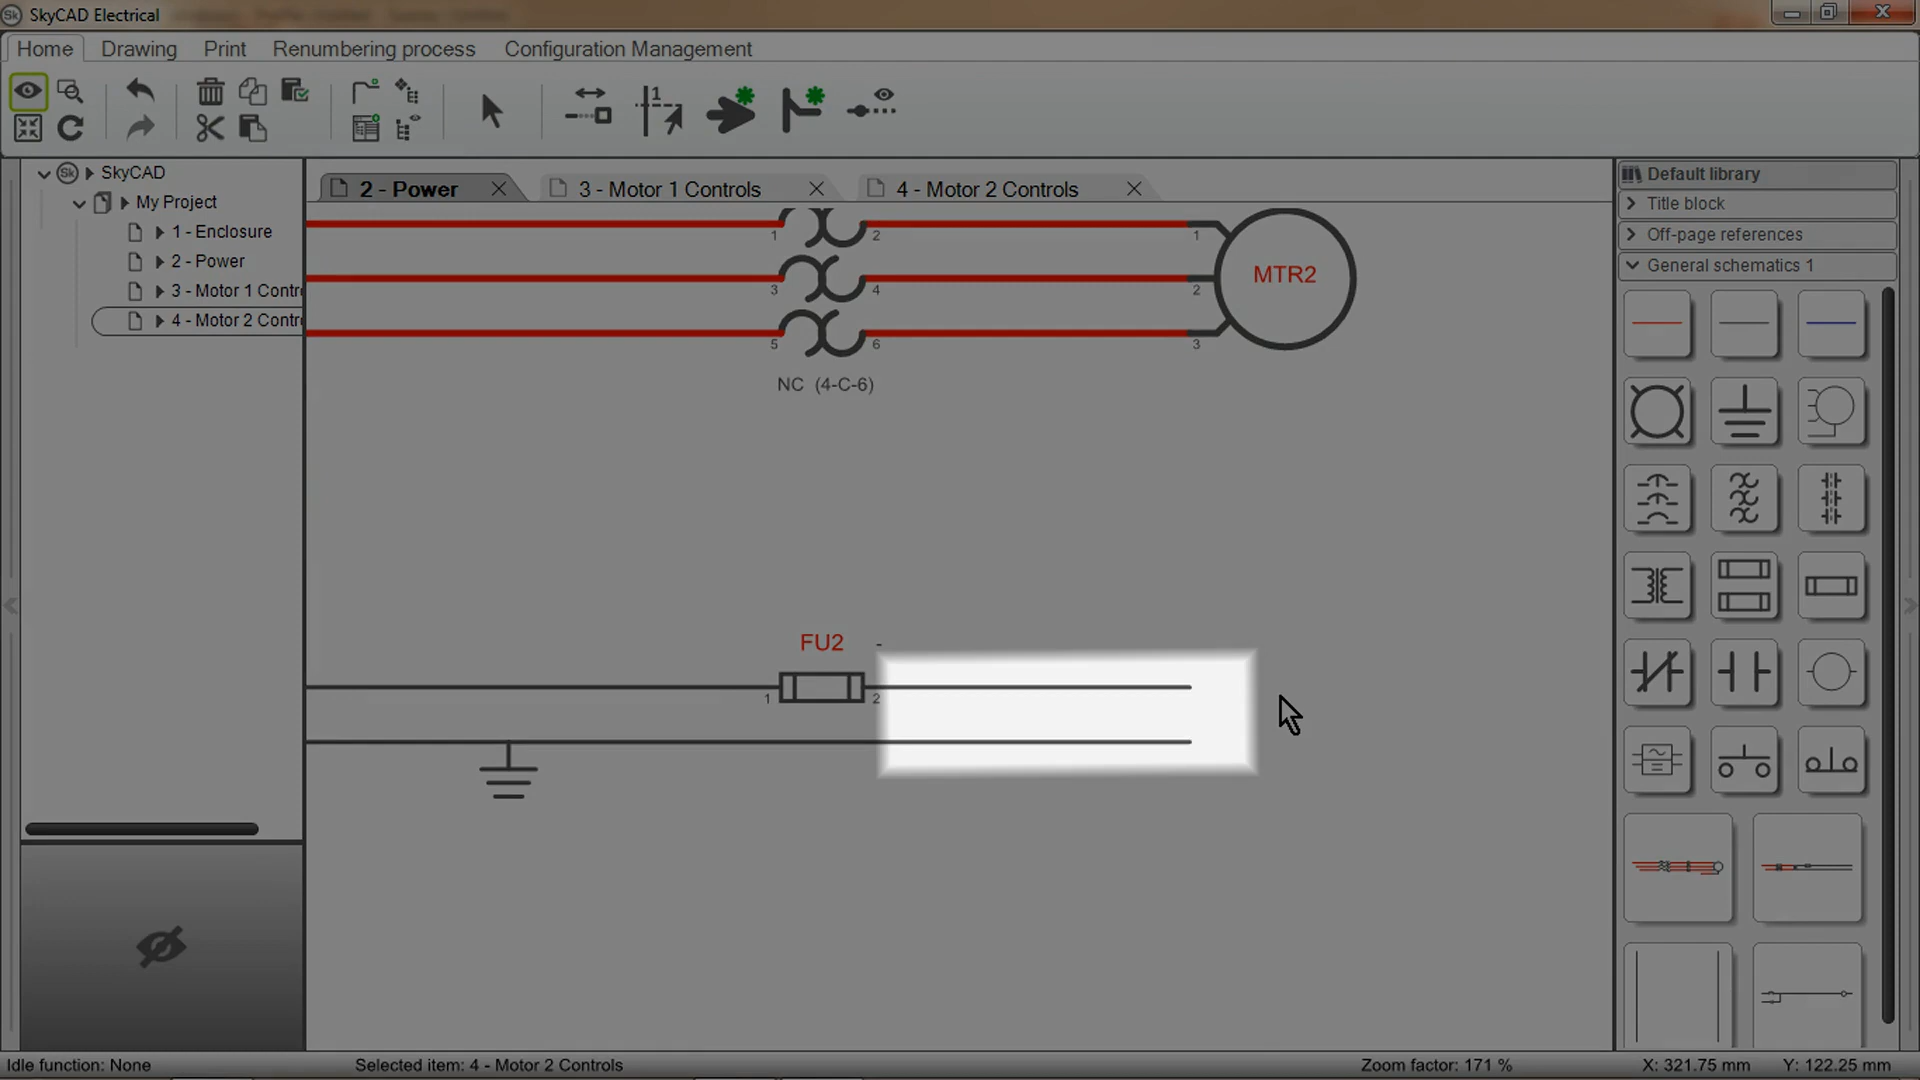 SkyCAD Electrical
Home Drawing Print Renumbering process Configuration Management
SkyCAD
My Project
1 - Enclosure
2 - Power
3 - Motor 1 Contr
4 - Motor 2 Contr
2 - Power
3 - Motor 1 Controls
4 - Motor 2 Controls
1 2 1
3 4 2
5 6 3
MTR2
NC (4-C-6)
FU2 -
1 2
Default library
Title block
Off-page references
General schematics 1
Idle function: None
Selected item: 4 - Motor 2 Controls
Zoom factor: 171 %
X: 321.75 mm
Y: 122.25 mm